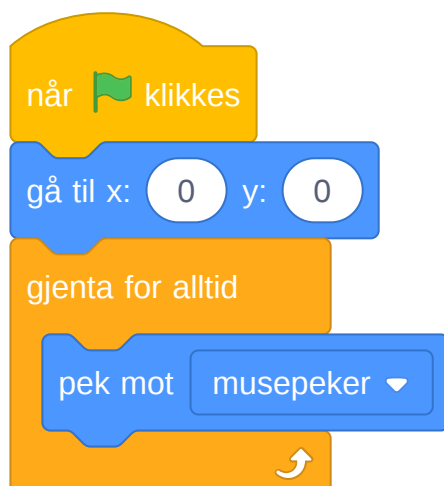 når klikkes
gå til x: 0 y: 0
gjenta for alltid
pek mot musepeker